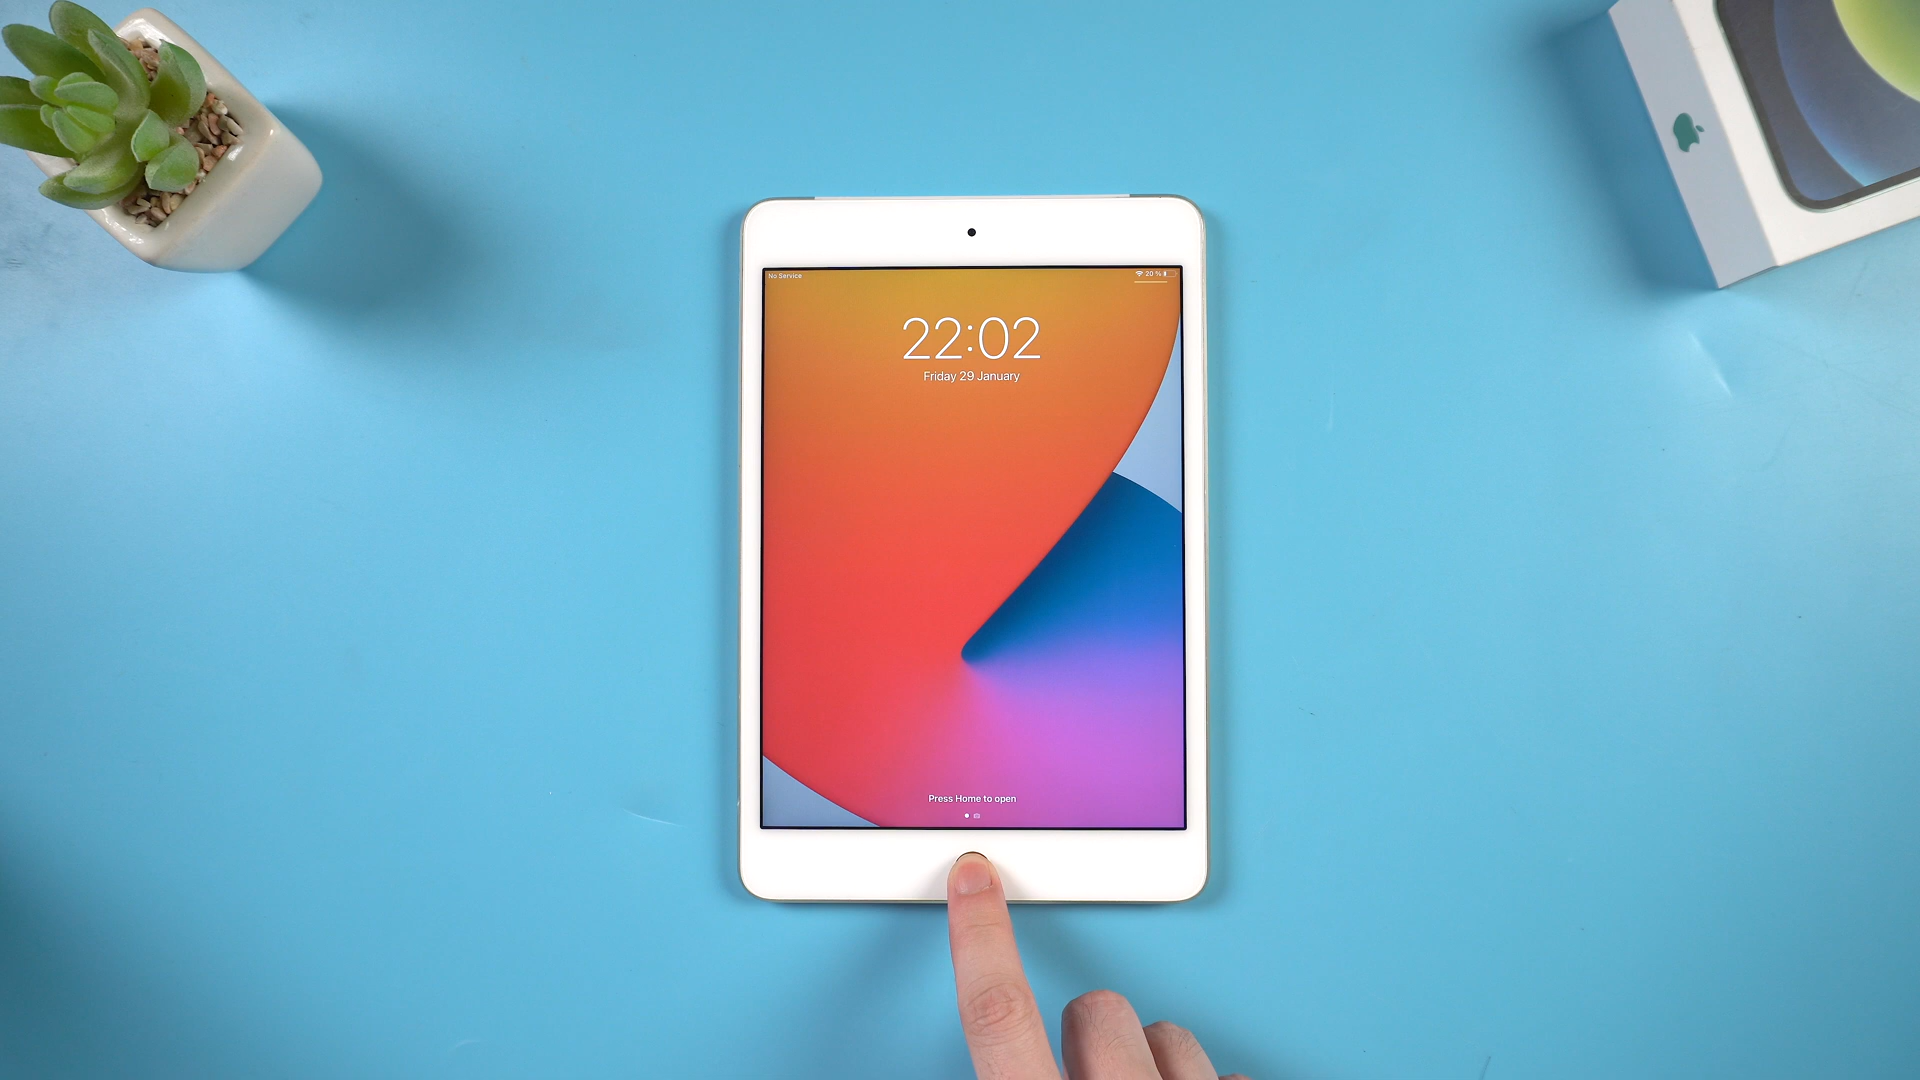 No Service
20 %
22:02
Friday 29 January
Press Home to open